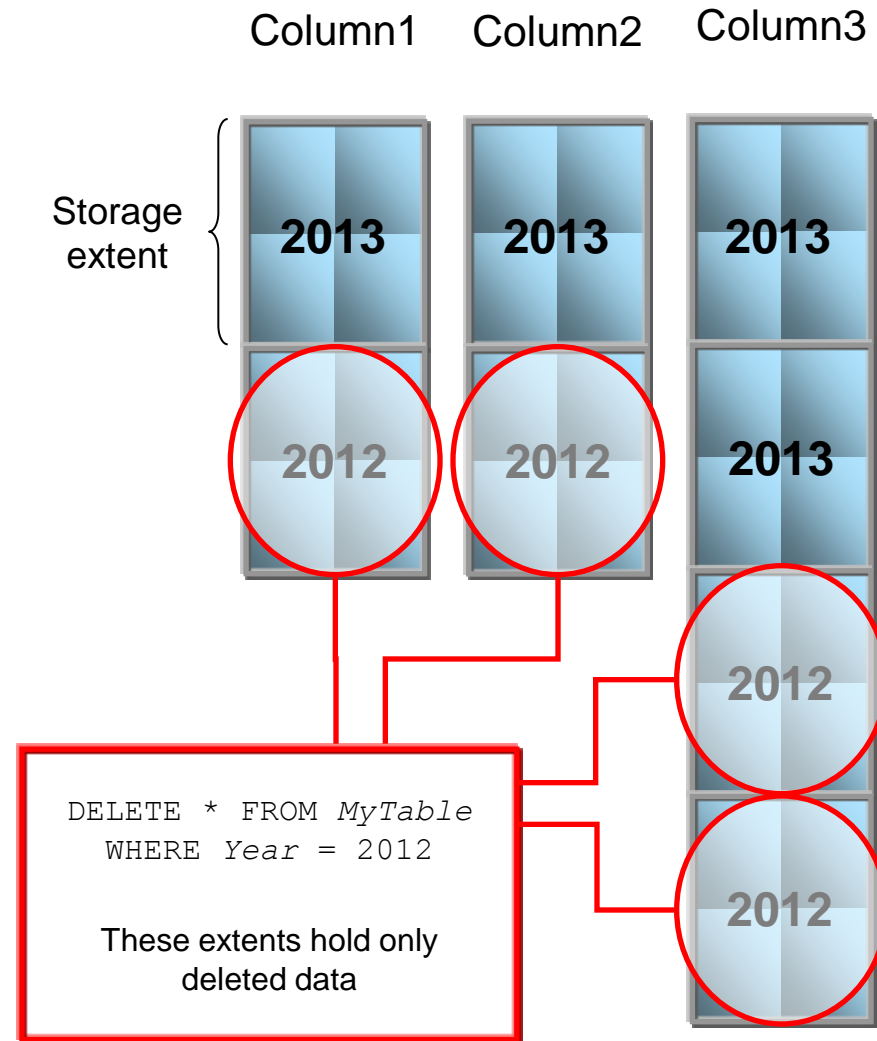 Column1 Column2 Column3
Storage
extent
2013 2013 2013
2012 2012 2013
2012
2012
DELETE * FROM MyTable
WHERE Year = 2012
These extents hold only
deleted data